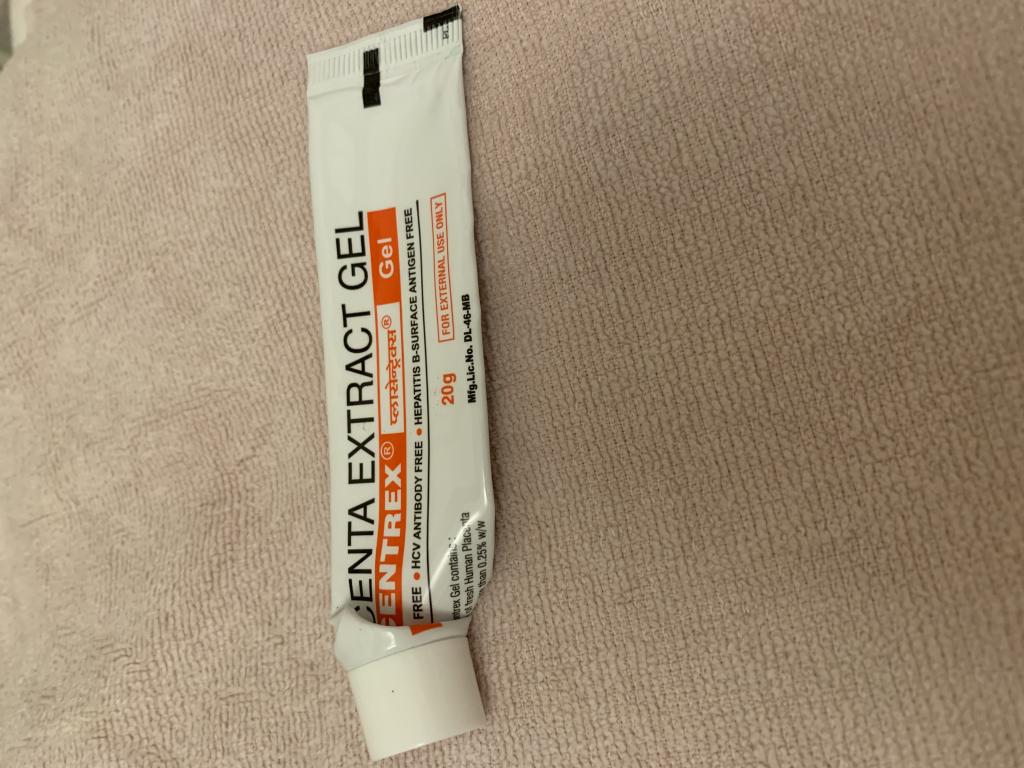 CENTA EXTRACT GEL
CENTREX® प्लासेन्ट्रेक्स® Gel
FREE • HCV ANTIBODY FREE • HEPATITIS B-SURFACE ANTIGEN FREE
20g FOR EXTERNAL USE ONLY
Mfg.Lic.No. DL-46-MB
ntrex Gel contains
of fresh Human Placenta
than 0.25% w/w